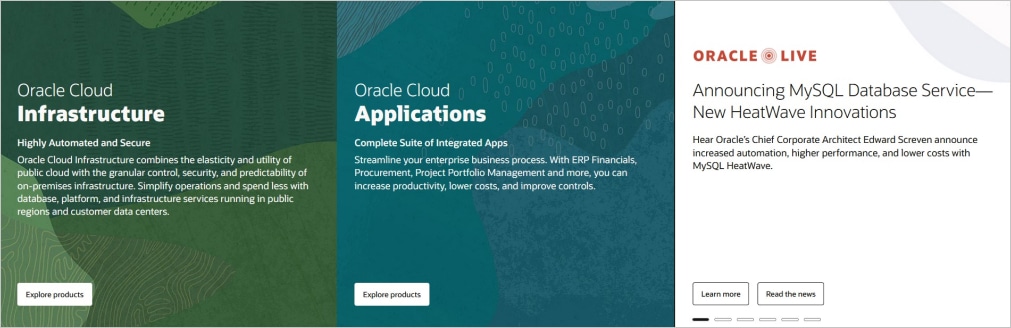 Oracle Cloud
Infrastructure
Highly Automated and Secure
Oracle Cloud Infrastructure combines the elasticity and utility of
public cloud with the granular control, security, and predictability of
on-premises infrastructure. Simplify operations and spend less with
database, platform, and infrastructure services running in public
regions and customer data centers.
Explore products
Oracle Cloud
Applications
Complete Suite of Integrated Apps
Streamline your enterprise business process. With ERP Financials,
Procurement, Project Portfolio Management and more, you can
increase productivity, lower costs, and improve controls.
Explore products
ORACLE LIVE
Announcing MySQL Database Service—
New HeatWave Innovations
Hear Oracle's Chief Corporate Architect Edward Screven announce
increased automation, higher performance, and lower costs with
MySQL HeatWave.
Learn more
Read the news